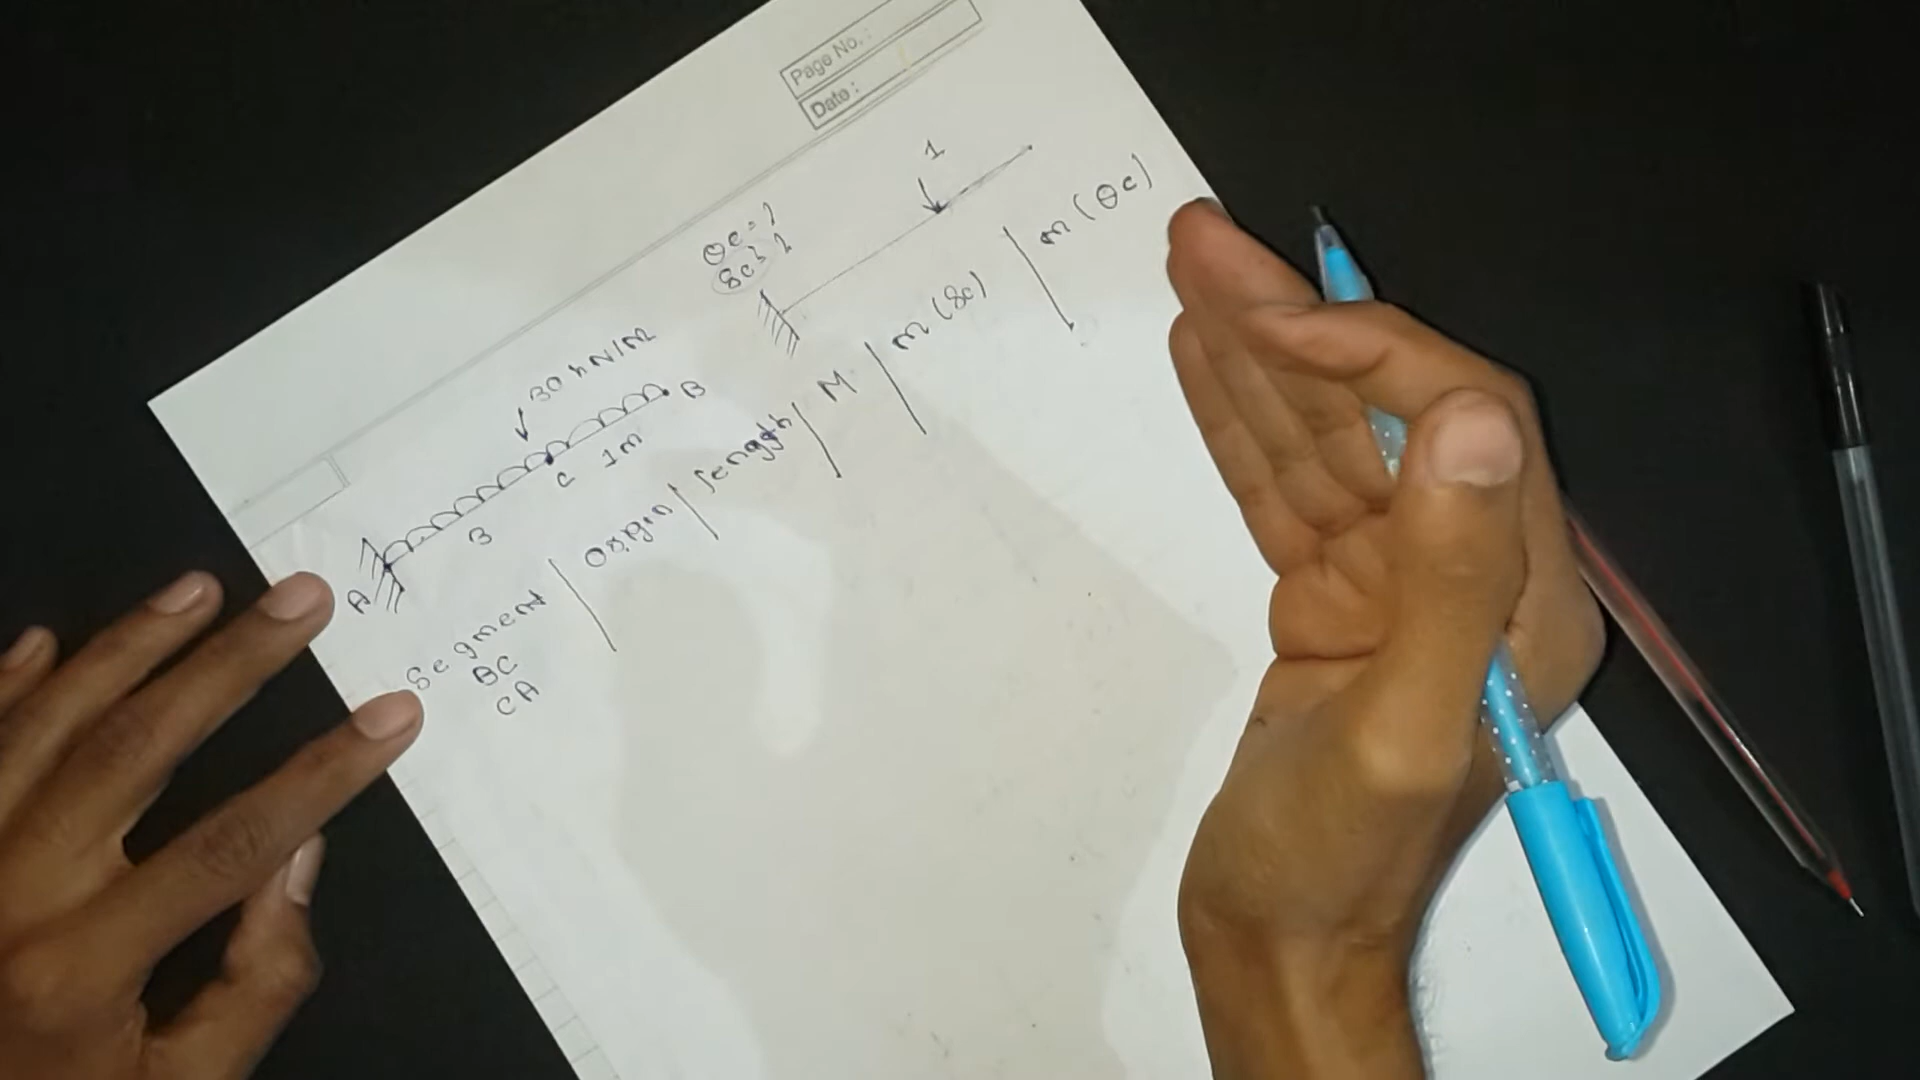 Page No. :
Date :
1
θc = ?
δc = ?
30 kN/m
A
3
C
1m
B
Segment | Origin | length | M | m (δc) | m (θc)
BC
CA